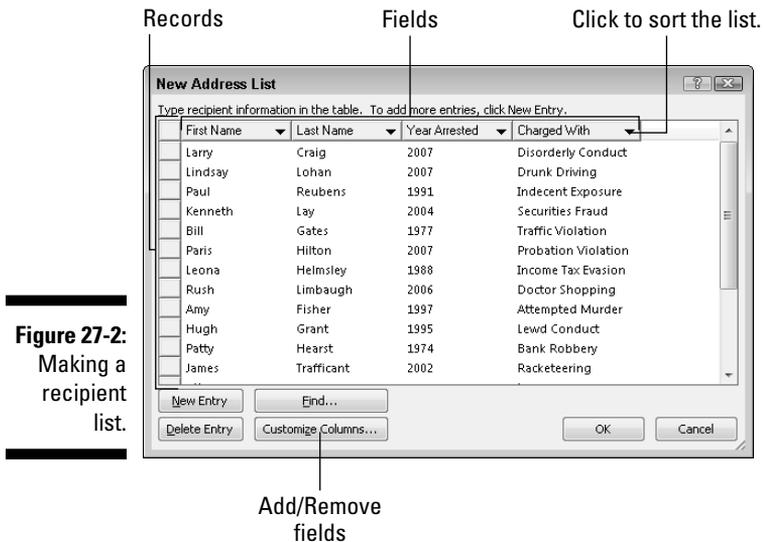 Records Fields Click to sort the list.
New Address List
Type recipient information in the table. To add more entries, click New Entry.
First Name Last Name Year Arrested Charged With
Larry Craig 2007 Disorderly Conduct
Lindsay Lohan 2007 Drunk Driving
Paul Reubens 1991 Indecent Exposure
Kenneth Lay 2004 Securities Fraud
Bill Gates 1977 Traffic Violation
Paris Hilton 2007 Probation Violation
Leona Helmsley 1988 Income Tax Evasion
Rush Limbaugh 2006 Doctor Shopping
Amy Fisher 1997 Attempted Murder
Hugh Grant 1995 Lewd Conduct
Patty Hearst 1974 Bank Robbery
James Trafficant 2002 Racketeering
New Entry Find...
Delete Entry Customize Columns... OK Cancel
Figure 27-2:
Making a
recipient
list.
Add/Remove
fields